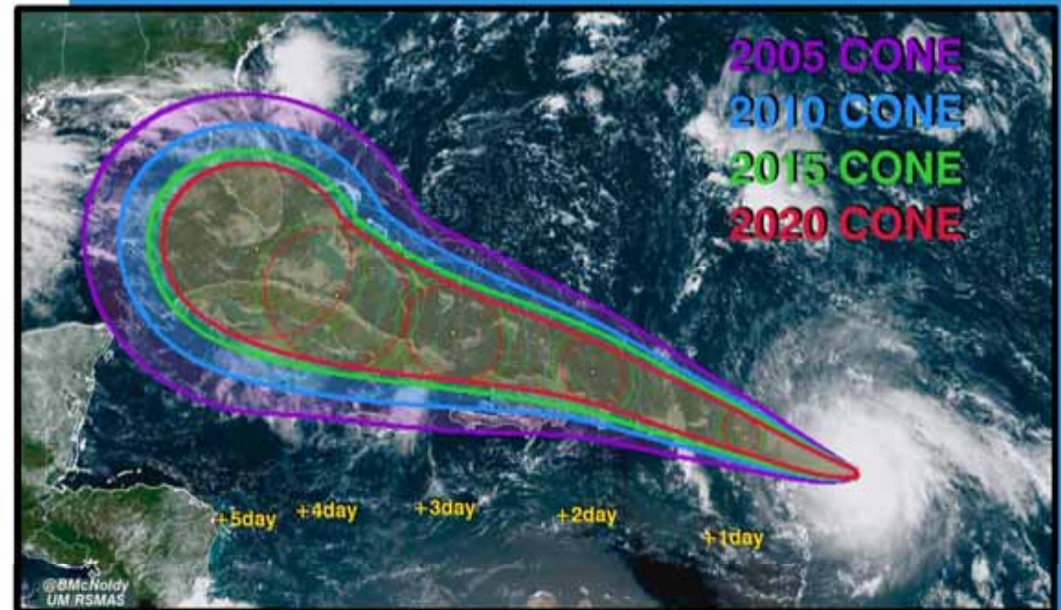 2005 CONE
2010 CONE
2015 CONE
2020 CONE
+5day +4day +3day +2day +1day
@BMcNoldy
UM RSMAS